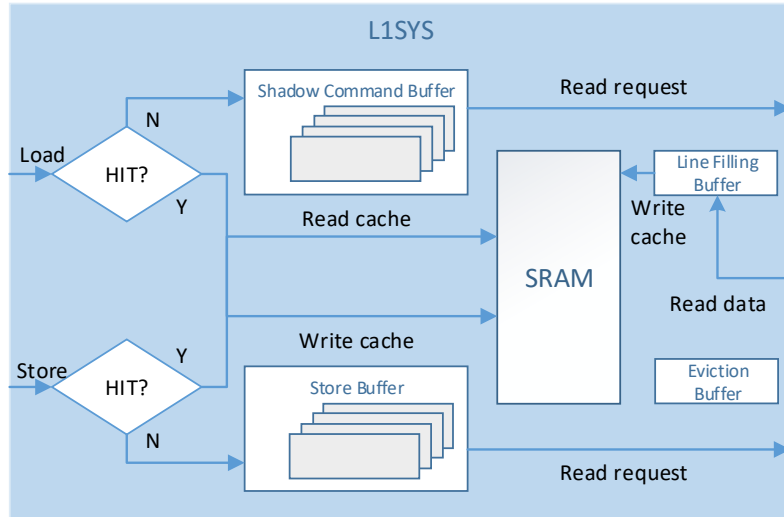 L1SYS
Shadow Command Buffer
Read request
N
Load
HIT?
Y
Line Filling
Buffer
Write
cache
Read cache
SRAM
Read data
Write cache
Y
Store
HIT?
N
Store Buffer
Eviction
Buffer
Read request